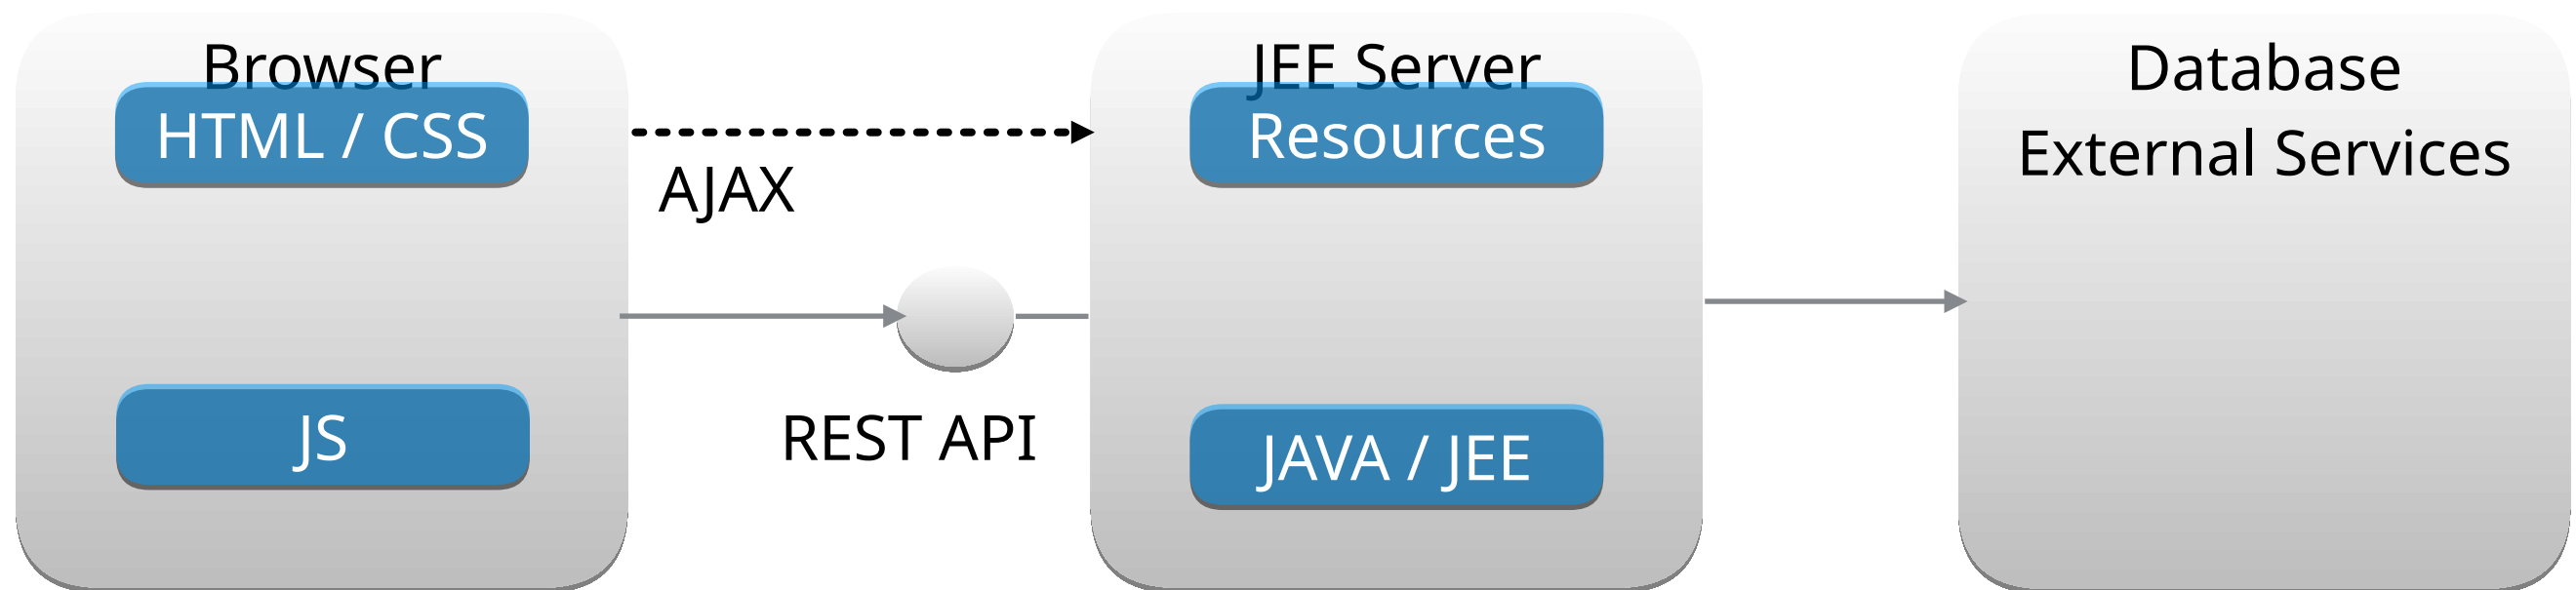 Browser
HTML / CSS
JS
AJAX
REST API
JEE Server
Resources
JAVA / JEE
Database
External Services